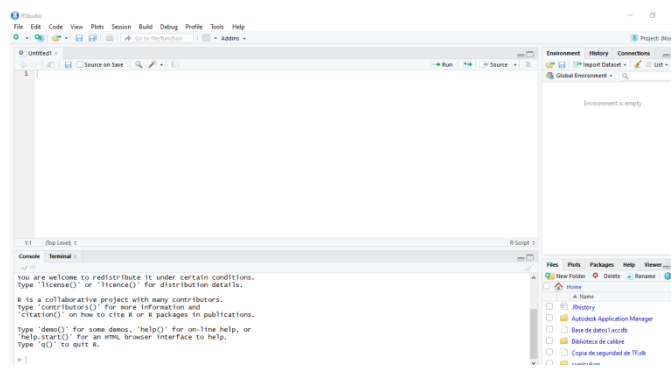 RStudio
File Edit Code View Plots Session Build Debug Profile Tools Help
Go to file/function Addins
Project: (Non
Untitled1
Source on Save Run Source
1
1:1 (Top Level) R Script
Console Terminal
You are welcome to redistribute it under certain conditions.
Type 'license()' or 'licence()' for distribution details.
R is a collaborative project with many contributors.
Type 'contributors()' for more information and
'citation()' on how to cite R or R packages in publications.
Type 'demo()' for some demos, 'help()' for on-line help, or
'help.start()' for an HTML browser interface to help.
Type 'q()' to quit R.
>
Environment History Connections
Import Dataset List
Global Environment
Environment is empty
Files Plots Packages Help Viewer
New Folder Delete Rename
Home
Name
.Rhistory
Autodesk Application Manager
Base de datos1.accdb
Biblioteca de calibre
Copia de seguridad de TF.xlk
curriculum